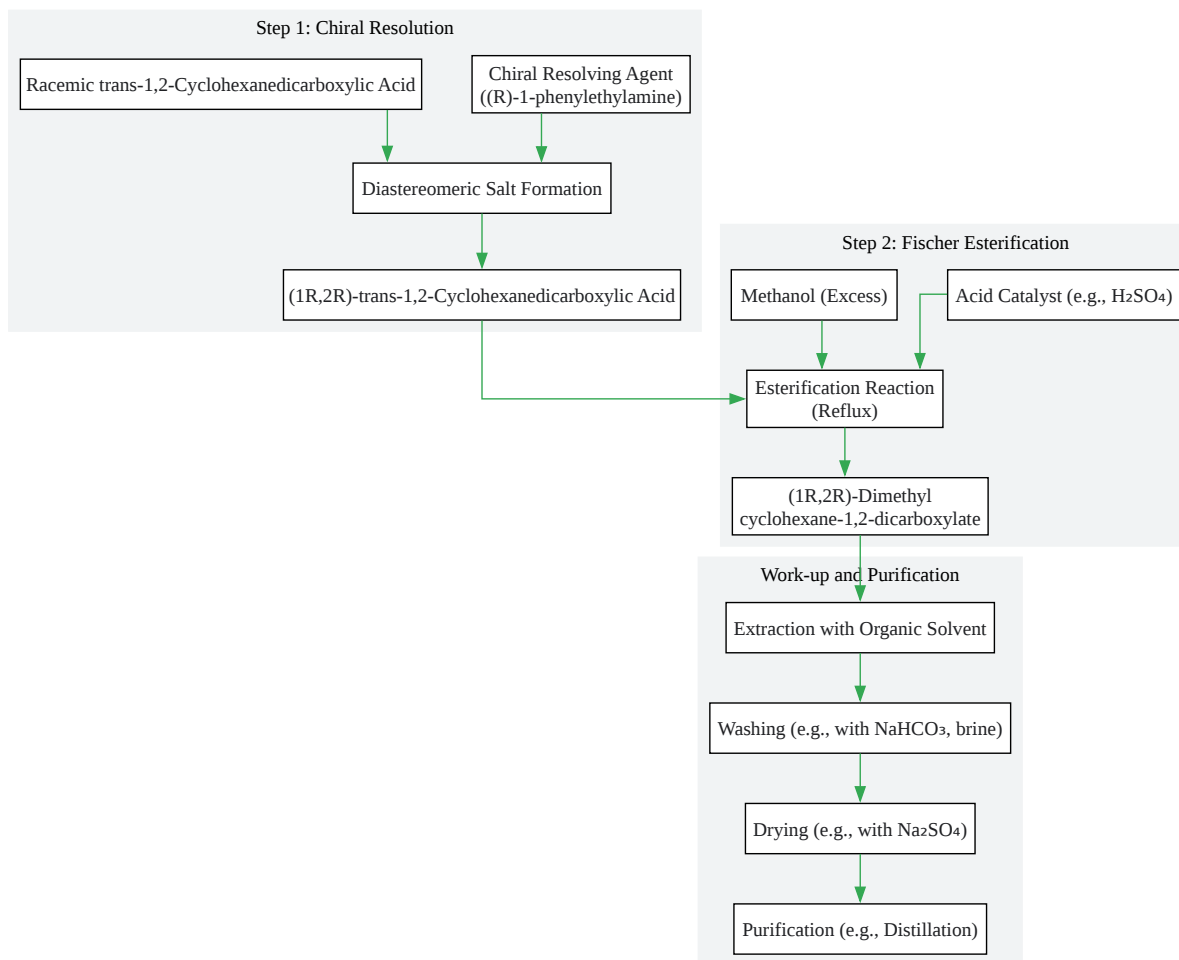 Step 1: Chiral Resolution
Racemic trans-1,2-Cyclohexanedicarboxylic Acid
Chiral Resolving Agent
((R)-1-phenylethylamine)
Diastereomeric Salt Formation
(1R,2R)-trans-1,2-Cyclohexanedicarboxylic Acid
Step 2: Fischer Esterification
Methanol (Excess)
Acid Catalyst (e.g., H₂SO₄)
Esterification Reaction
(Reflux)
(1R,2R)-Dimethyl
cyclohexane-1,2-dicarboxylate
Work-up and Purification
Extraction with Organic Solvent
Washing (e.g., with NaHCO₃, brine)
Drying (e.g., with Na₂SO₄)
Purification (e.g., Distillation)